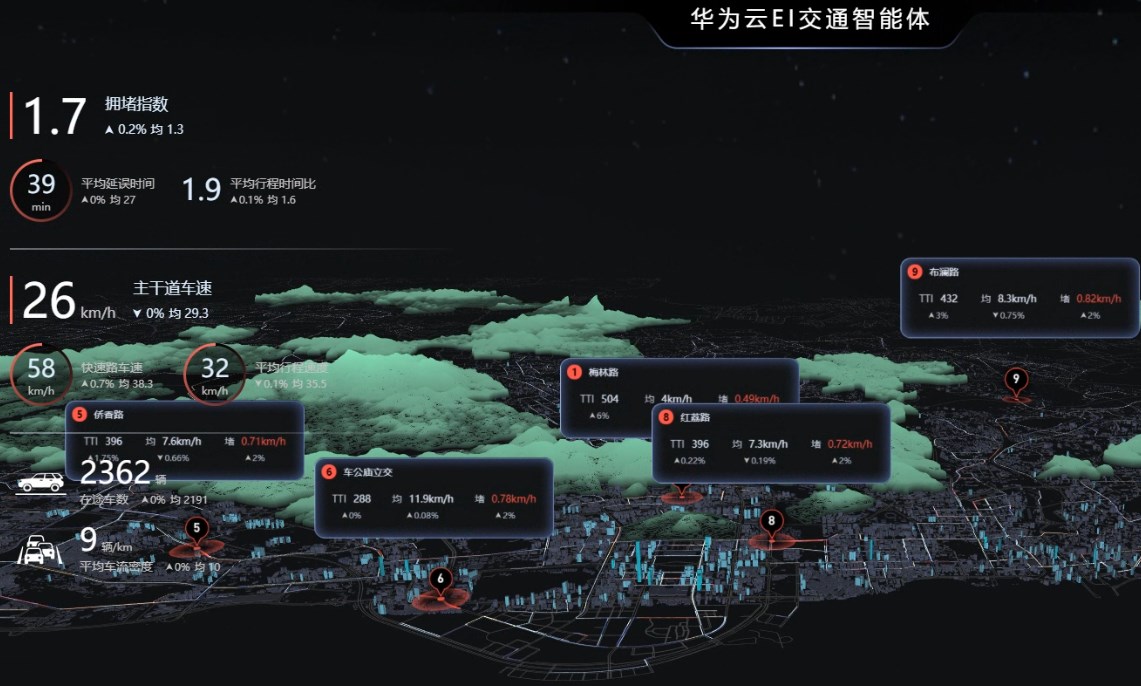 华为云EI交通智能体
1.7 拥堵指数
▲ 0.2% 均 1.3
39 min 平均延误时间
▲0% 均 27
1.9 平均行程时间比
▲0.1% 均 1.6
26 km/h 主干道车速
▼ 0% 均 29.3
58 km/h 快速路车速
▲0.7% 均 38.3
32 km/h 平均行程速度
▼0.1% 均 35.5
2362 辆
在途车数 ▲0% 均 2191
9 辆/km
平均车流密度 ▲0% 均 10
9 布澜路
TTI 432 均 8.3km/h 堵 0.82km/h
▲3% ▼0.75% ▲2%
1 梅林路
TTI 504 均 4km/h 堵 0.49km/h
▲6%
8 红荔路
TTI 396 均 7.3km/h 堵 0.72km/h
▲0.22% ▼0.19% ▲2%
5 侨香路
TTI 396 均 7.6km/h 堵 0.71km/h
▲1.75% ▼0.66% ▲2%
6 车公庙立交
TTI 288 均 11.9km/h 堵 0.78km/h
▲0% ▲0.08% ▲2%
9
5
8
6